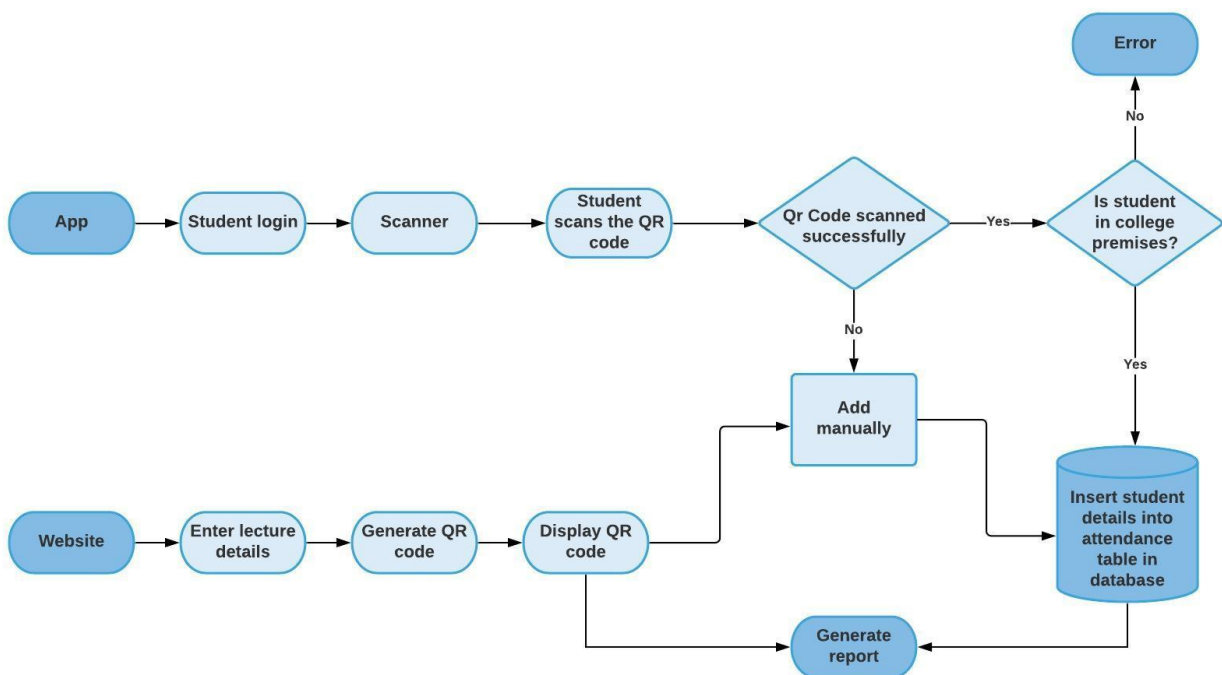 Error
No
App
Student login
Scanner
Student
scans the QR
code
Qr Code scanned
successfully
Yes
Is student
in college
premises?
No
Yes
Add
manually
Website
Enter lecture
details
Generate QR
code
Display QR
code
Insert student
details into
attendance
table in
database
Generate
report